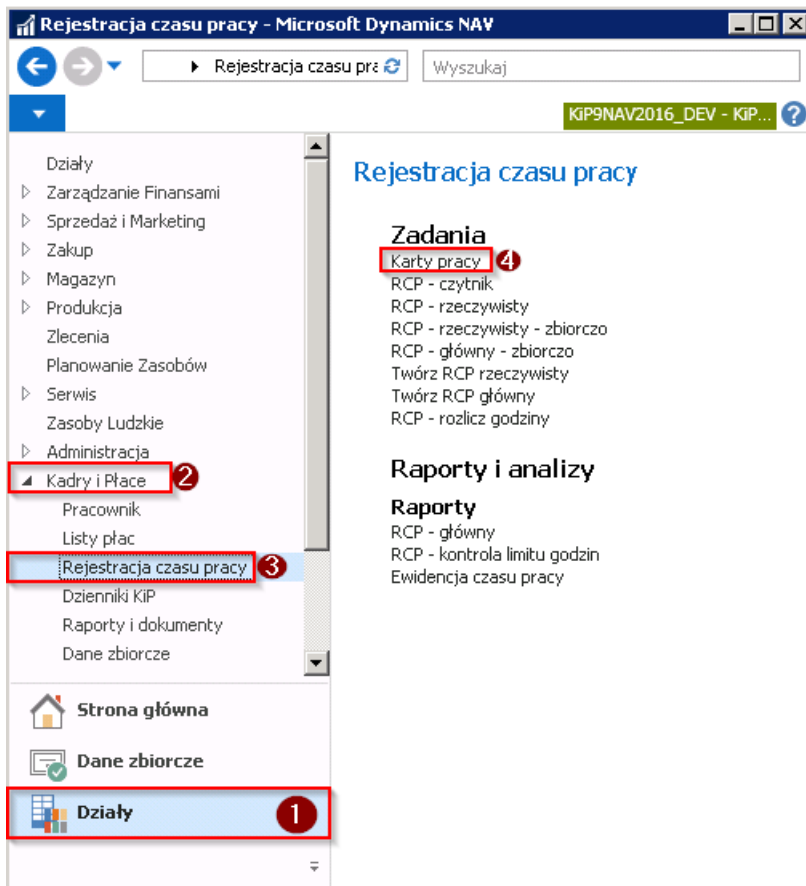 Rejestracja czasu pracy - Microsoft Dynamics NAV
Rejestracja czasu pra
Wyszukaj
KiP9NAV2016_DEV - KiP...
?
Działy
Zarządzanie Finansami
Sprzedaż i Marketing
Zakup
Magazyn
Produkcja
Zlecenia
Planowanie Zasobów
Serwis
Zasoby Ludzkie
Administracja
Kadry i Płace 2
Pracownik
Listy płac
Rejestracja czasu pracy 3
Dzienniki KiP
Raporty i dokumenty
Dane zbiorcze
Strona główna
Dane zbiorcze
Działy 1
Rejestracja czasu pracy
Zadania
Karty pracy 4
RCP - czytnik
RCP - rzeczywisty
RCP - rzeczywisty - zbiorczo
RCP - główny - zbiorczo
Twórz RCP rzeczywisty
Twórz RCP główny
RCP - rozlicz godziny
Raporty i analizy
Raporty
RCP - główny
RCP - kontrola limitu godzin
Ewidencja czasu pracy